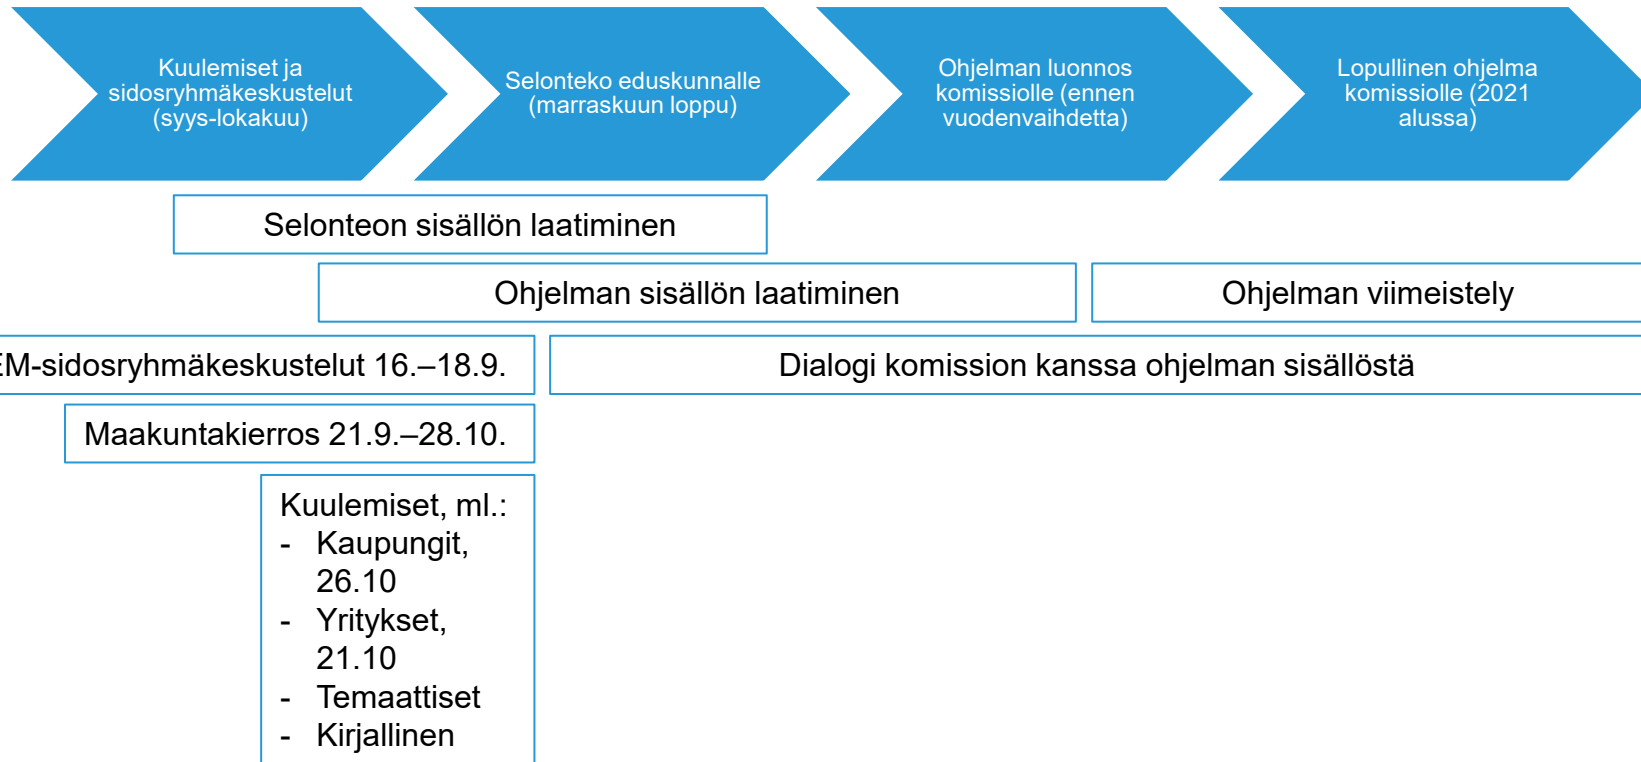 Kuulemiset ja
sidosryhmäkeskustelut
(syys-lokakuu)
Selonteko eduskunnalle
(marraskuun loppu)
Ohjelman luonnos
komissiolle (ennen
vuodenvaihdetta)
Lopullinen ohjelma
komissiolle (2021
alussa)
Selonteon sisällön laatiminen
Ohjelman sisällön laatiminen
Ohjelman viimeistely
EM-sidosryhmäkeskustelut 16.–18.9.
Dialogi komission kanssa ohjelman sisällöstä
Maakuntakierros 21.9.–28.10.
Kuulemiset, ml.:
- Kaupungit,
26.10
- Yritykset,
21.10
- Temaattiset
- Kirjallinen